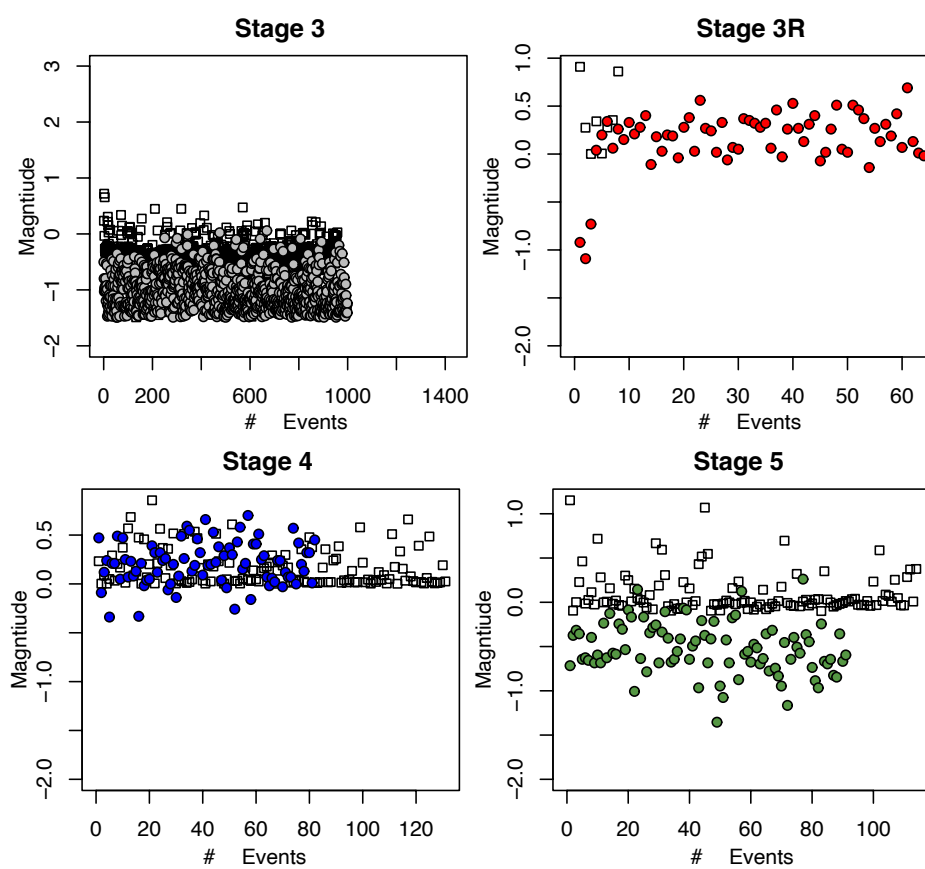 Stage 3
3
2
1
0
−1
−2
Magntiude
0 200 600 1000 1400
# Events
Stage 3R
1.0
0.5
0.0
−1.0
−2.0
Magntiude
0 10 20 30 40 50 60
# Events
Stage 4
0.5
0.0
−1.0
−2.0
Magntiude
0 20 40 60 80 120
# Events
Stage 5
1.0
0.0
−1.0
−2.0
Magntiude
0 20 40 60 80 100
# Events